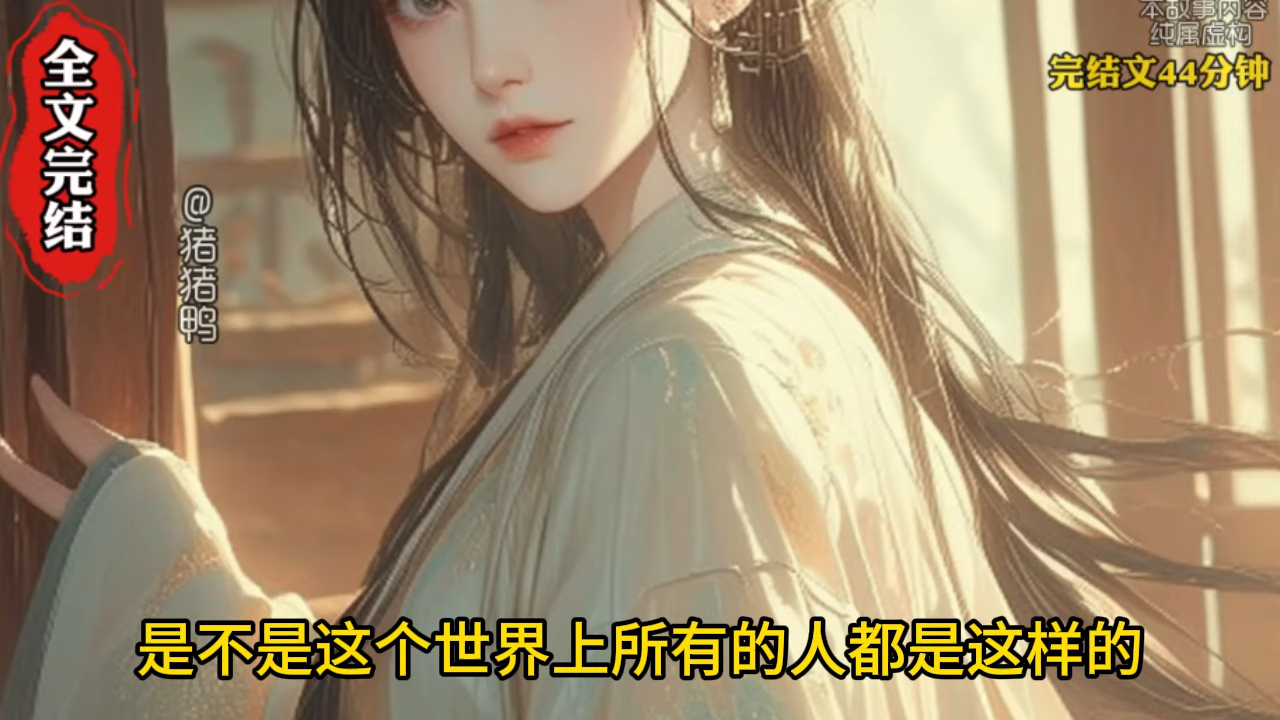 全文完结
@猪猪鸭
本故事内容
纯属虚构
完结文44分钟
是不是这个世界上所有的人都是这样的